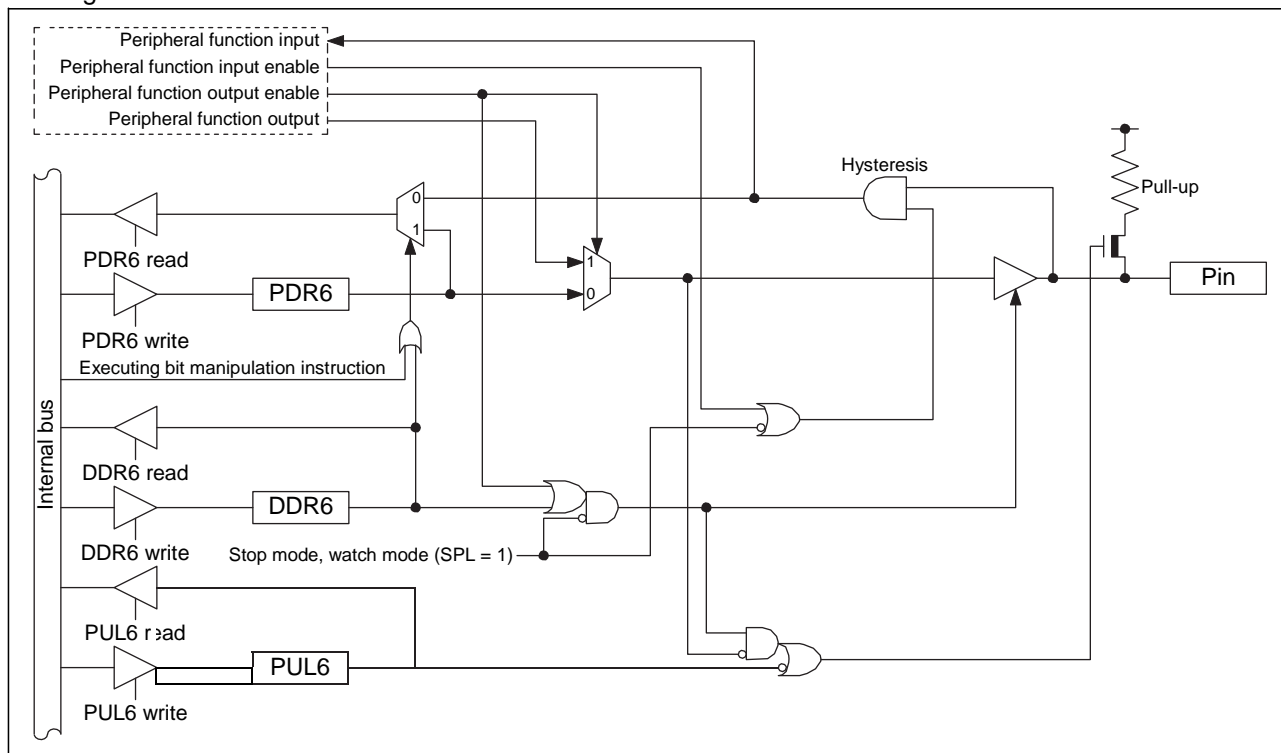 Peripheral function input
Peripheral function input enable
Peripheral function output enable
Peripheral function output
Hysteresis
Pull-up
0
1
PDR6 read
1
0
PDR6
Pin
PDR6 write
Executing bit manipulation instruction
Internal bus
DDR6 read
DDR6
DDR6 write
Stop mode, watch mode (SPL = 1)
PUL6 read
PUL6
PUL6 write